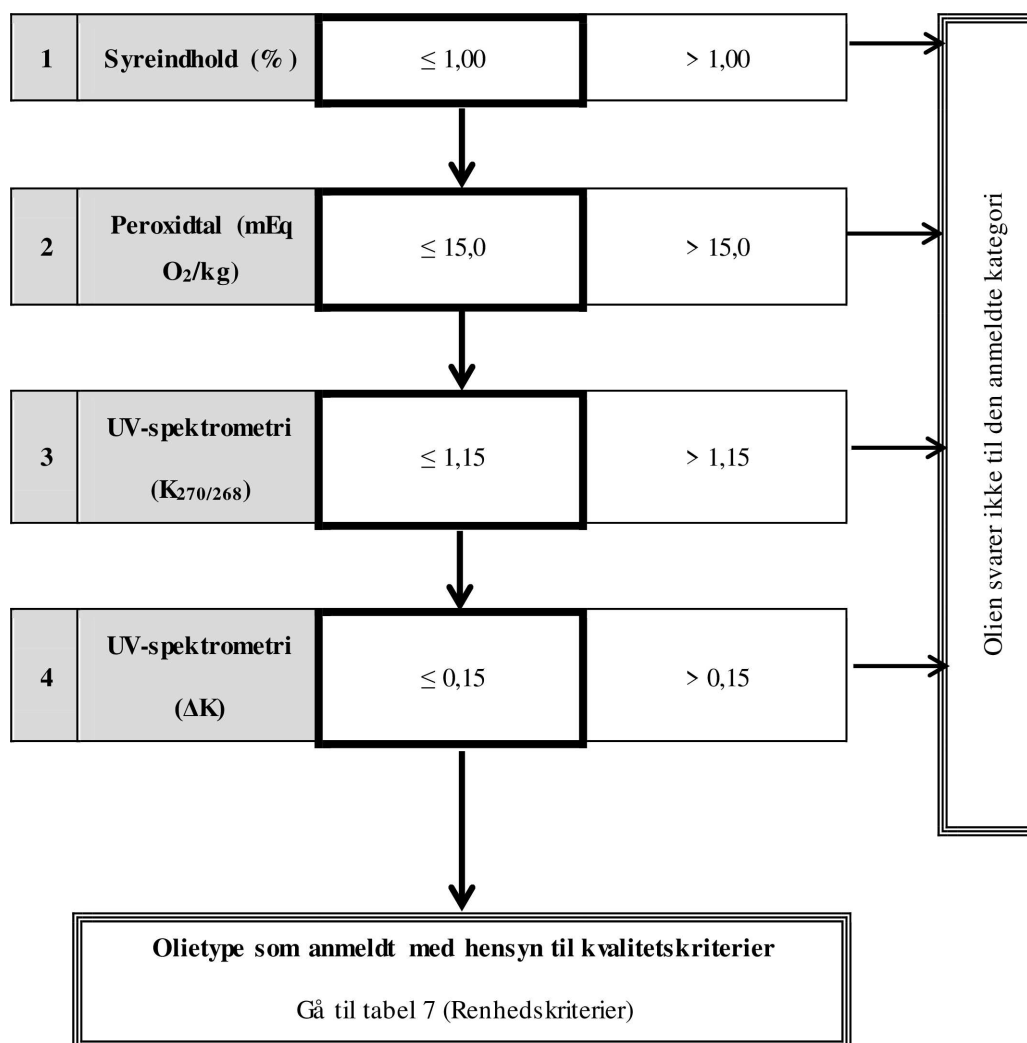 1 Syreindhold (%) ≤ 1,00 > 1,00
2 Peroxidtal (mEq
O₂/kg) ≤ 15,0 > 15,0
3 UV-spektrometri
(K₂₇₀/₂₆₈) ≤ 1,15 > 1,15
4 UV-spektrometri
(ΔK) ≤ 0,15 > 0,15
Olien svarer ikke til den anmeldte kategori
Olietype som anmeldt med hensyn til kvalitetskriterier
Gå til tabel 7 (Renhedskriterier)